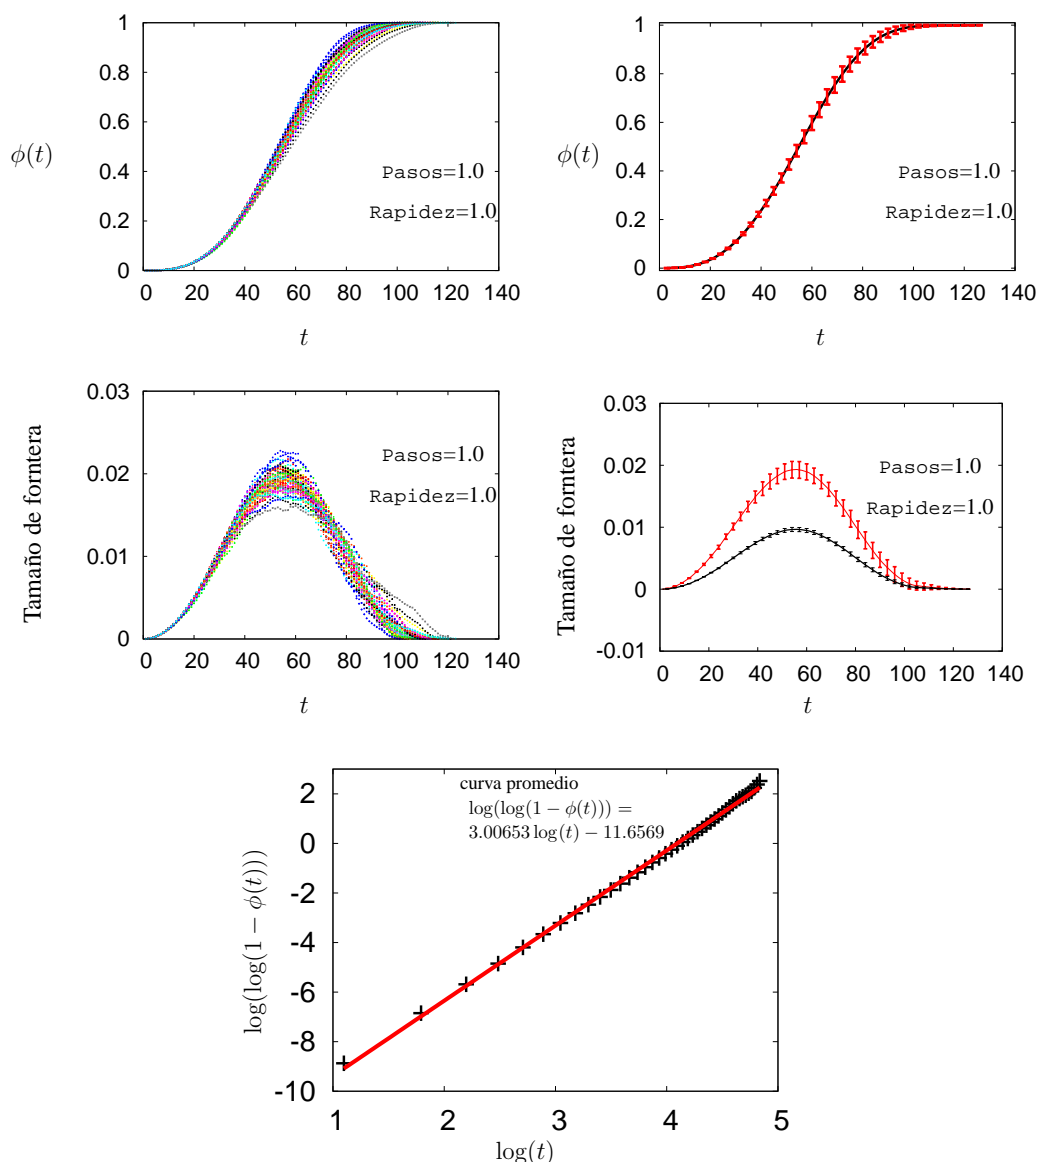 1
0.8
0.6
0.4
0.2
0
ϕ(t)
Pasos=1.0
Rapidez=1.0
0 20 40 60 80 100 120 140
t
1
0.8
0.6
0.4
0.2
0
ϕ(t)
Pasos=1.0
Rapidez=1.0
0 20 40 60 80 100 120 140
t
0.03
0.02
0.01
0
Tamaño de forntera
Pasos=1.0
Rapidez=1.0
0 20 40 60 80 100 120 140
t
0.03
0.02
0.01
0
-0.01
Tamaño de forntera
Pasos=1.0
Rapidez=1.0
0 20 40 60 80 100 120 140
t
2
0
-2
-4
-6
-8
-10
log(log(1 − ϕ(t)))
curva promedio
log(log(1 − ϕ(t))) =
3.00653 log(t) − 11.6569
1 2 3 4 5
log(t)